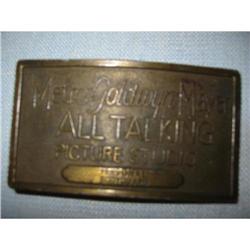 Metro Goldwyn Mayer
ALL TALKING
PICTURE STUDIO